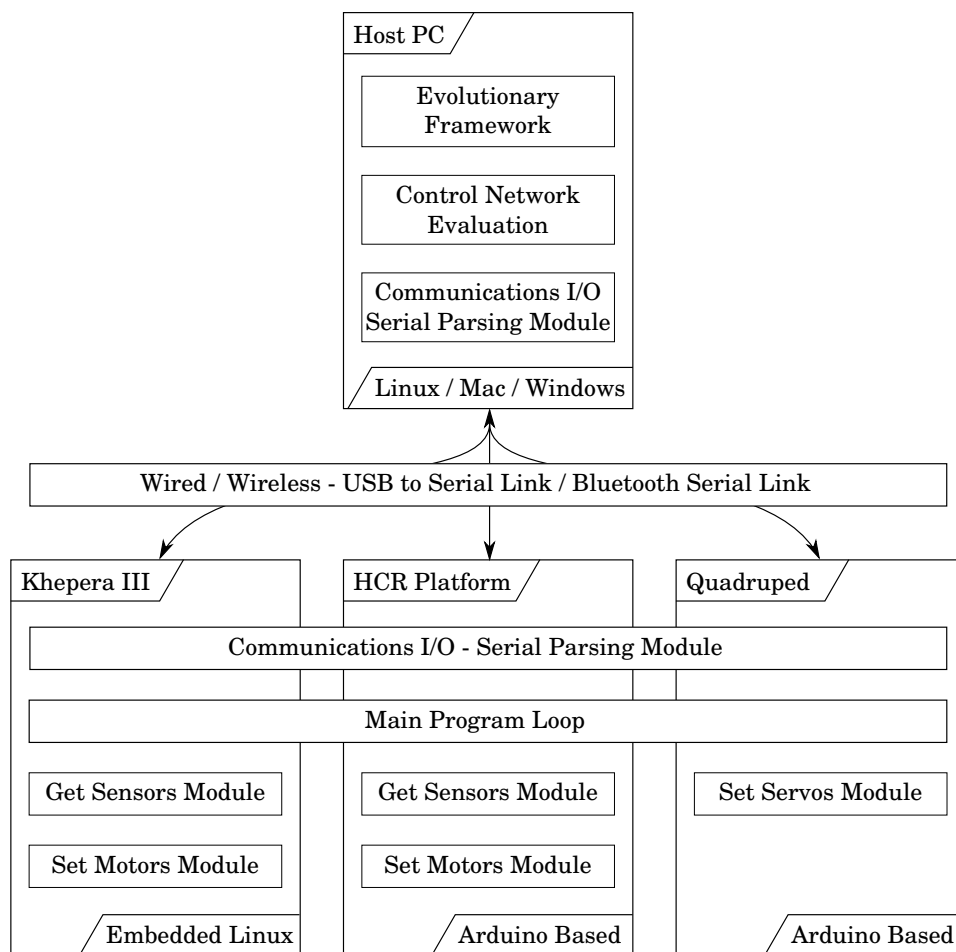 Host PC
Evolutionary
Framework
Control Network
Evaluation
Communications I/O
Serial Parsing Module
Linux / Mac / Windows
Wired / Wireless - USB to Serial Link / Bluetooth Serial Link
Khepera III
HCR Platform
Quadruped
Communications I/O - Serial Parsing Module
Main Program Loop
Get Sensors Module
Get Sensors Module
Set Servos Module
Set Motors Module
Set Motors Module
Embedded Linux
Arduino Based
Arduino Based